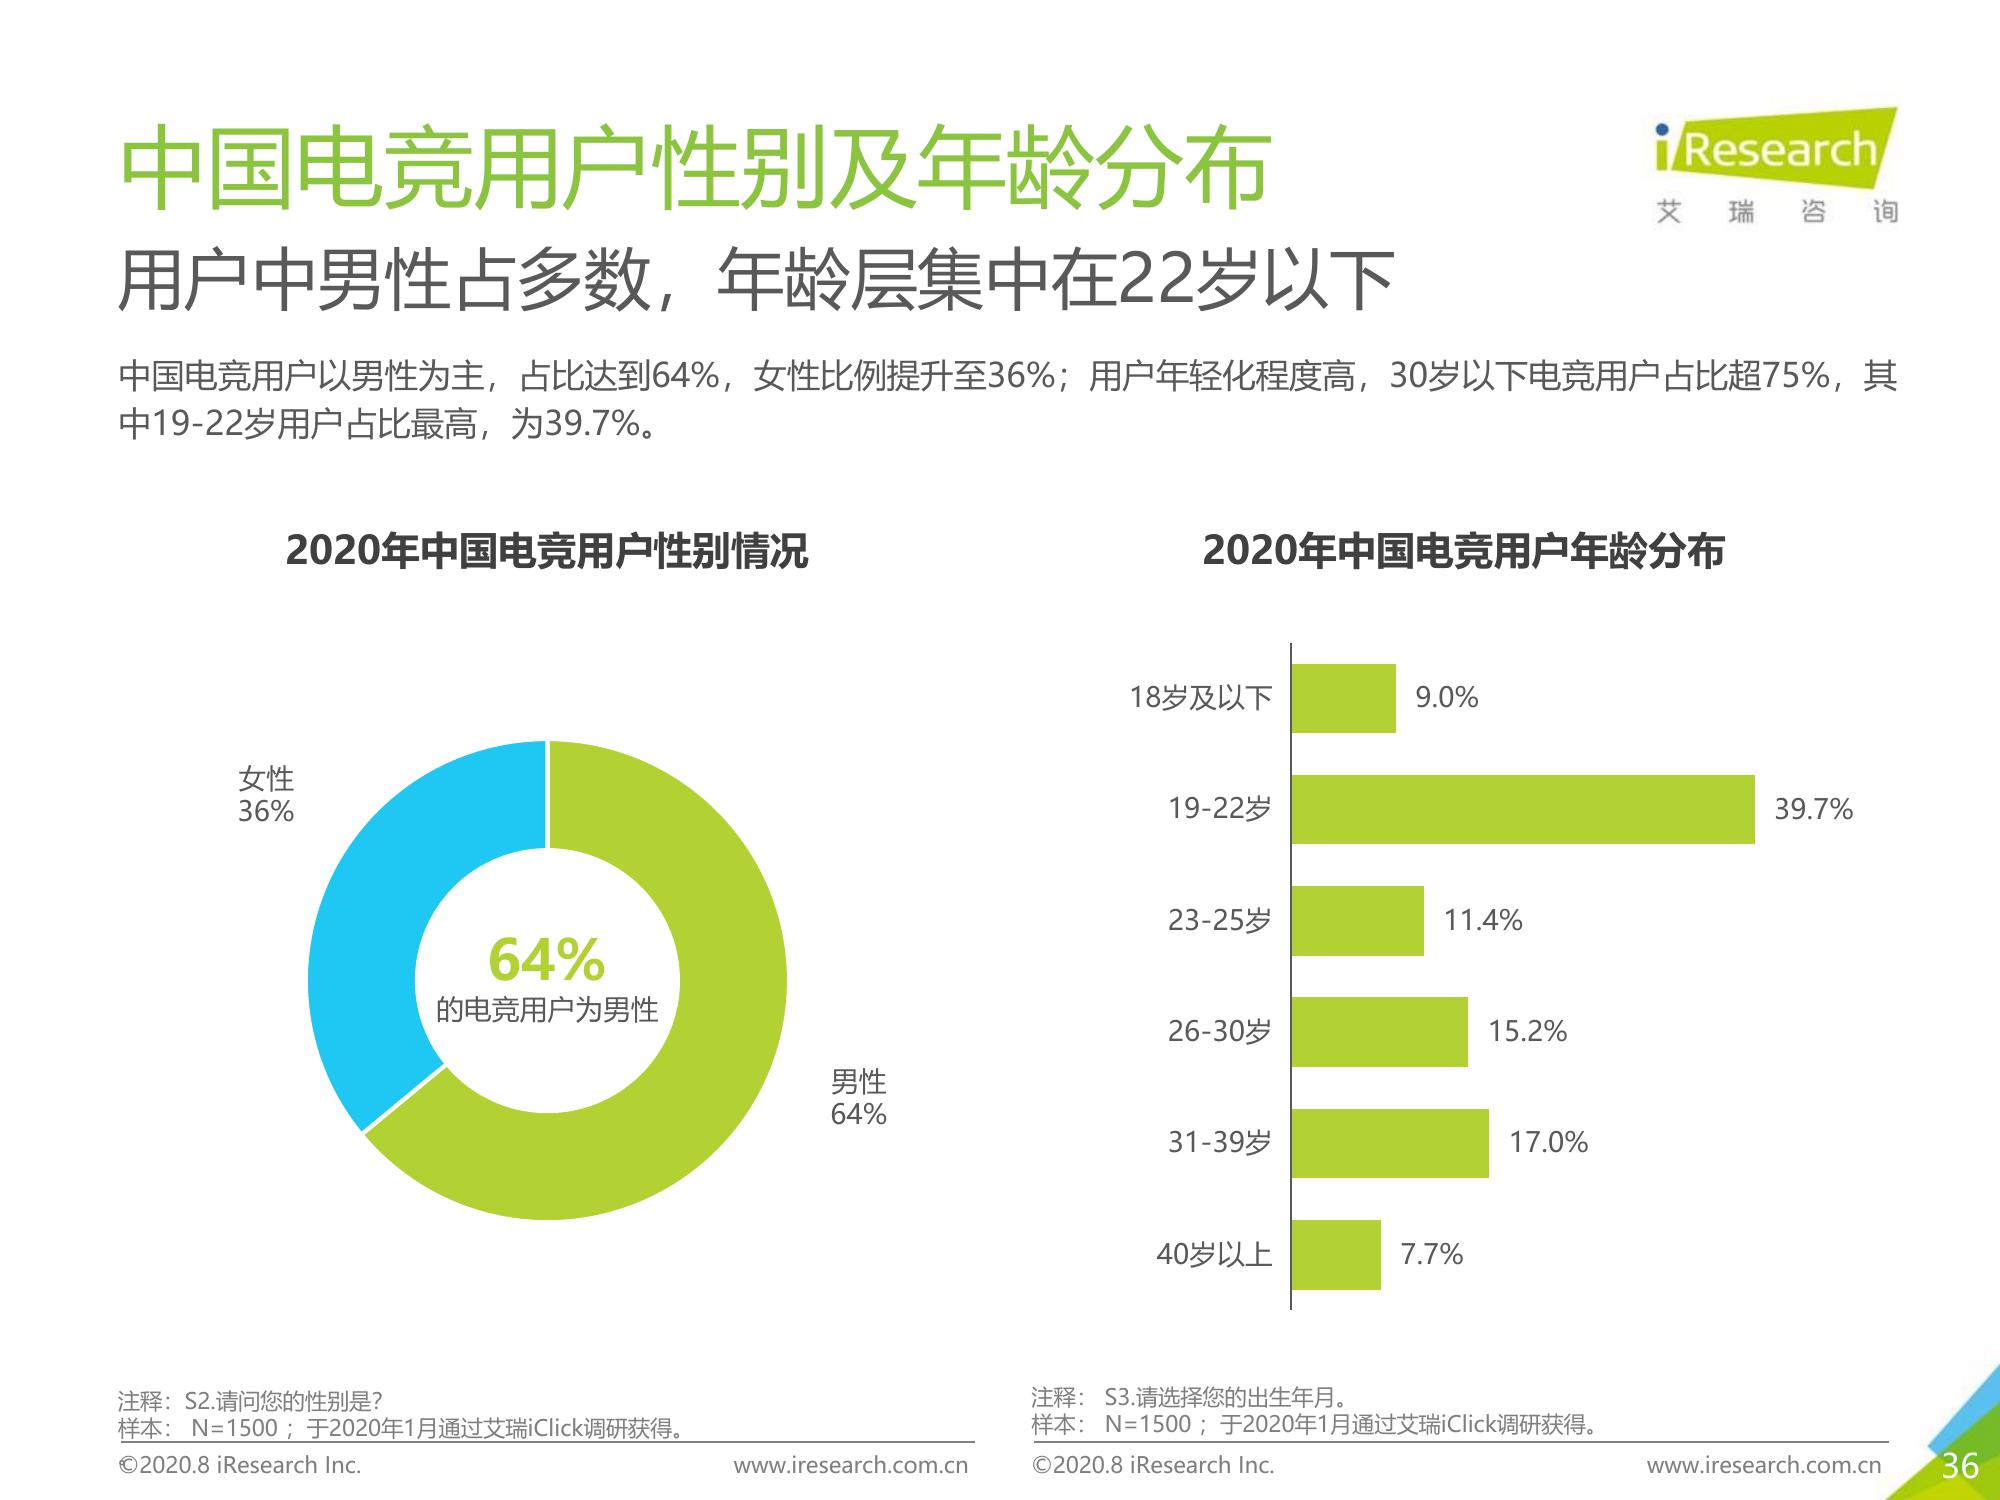 中国电竞用户性别及年龄分布
iResearch
艾瑞咨询
用户中男性占多数，年龄层集中在22岁以下
中国电竞用户以男性为主，占比达到64%，女性比例提升至36%；用户年轻化程度高，30岁以下电竞用户占比超75%，其
中19-22岁用户占比最高，为39.7%。
2020年中国电竞用户性别情况
女性
36%
64%
的电竞用户为男性
男性
64%
2020年中国电竞用户年龄分布
18岁及以下 9.0%
19-22岁 39.7%
23-25岁 11.4%
26-30岁 15.2%
31-39岁 17.0%
40岁以上 7.7%
注释：S2.请问您的性别是？
样本： N=1500 ；于2020年1月通过艾瑞iClick调研获得。
©2020.8 iResearch Inc. www.iresearch.com.cn
注释： S3.请选择您的出生年月。
样本： N=1500 ；于2020年1月通过艾瑞iClick调研获得。
©2020.8 iResearch Inc. www.iresearch.com.cn
36